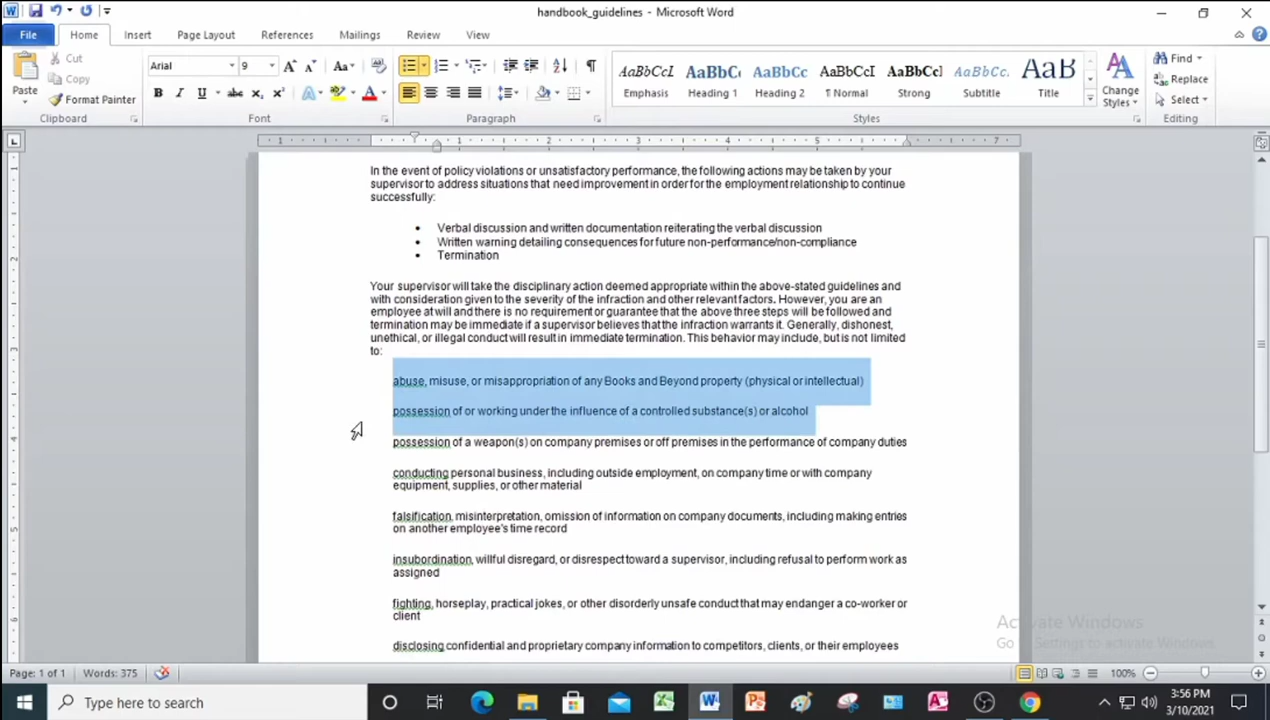 handbook_guidelines - Microsoft Word
File Home Insert Page Layout References Mailings Review View
Cut
Copy
Format Painter
Paste
Clipboard
Arial 9
Font
Paragraph
AaBbCcI AaBbC( AaBbCc AaBbCcI AaBbCc] AaBbCc. AaB
Emphasis Heading 1 Heading 2 ¶ Normal Strong Subtitle Title
Styles
Change
Styles
Find
Replace
Select
Editing
1 1 2 3 4 5 7
In the event of policy violations or unsatisfactory performance, the following actions may be taken by your
supervisor to address situations that need improvement in order for the employment relationship to continue
successfully:
• Verbal discussion and written documentation reiterating the verbal discussion
• Written warning detailing consequences for future non-performance/non-compliance
• Termination
Your supervisor will take the disciplinary action deemed appropriate within the above-stated guidelines and
with consideration given to the severity of the infraction and other relevant factors. However, you are an
employee at will and there is no requirement or guarantee that the above three steps will be followed and
termination may be immediate if a supervisor believes that the infraction warrants it. Generally, dishonest,
unethical, or illegal conduct will result in immediate termination. This behavior may include, but is not limited
to:
abuse, misuse, or misappropriation of any Books and Beyond property (physical or intellectual)
possession of or working under the influence of a controlled substance(s) or alcohol
possession of a weapon(s) on company premises or off premises in the performance of company duties
conducting personal business, including outside employment, on company time or with company
equipment, supplies, or other material
falsification, misinterpretation, omission of information on company documents, including making entries
on another employee's time record
insubordination, willful disregard, or disrespect toward a supervisor, including refusal to perform work as
assigned
fighting, horseplay, practical jokes, or other disorderly unsafe conduct that may endanger a co-worker or
client
disclosing confidential and proprietary company information to competitors, clients, or their employees
Activate Windows
Go to Settings to activate Windows.
Page: 1 of 1 Words: 375 100%
Type here to search
3:56 PM
3/10/2021